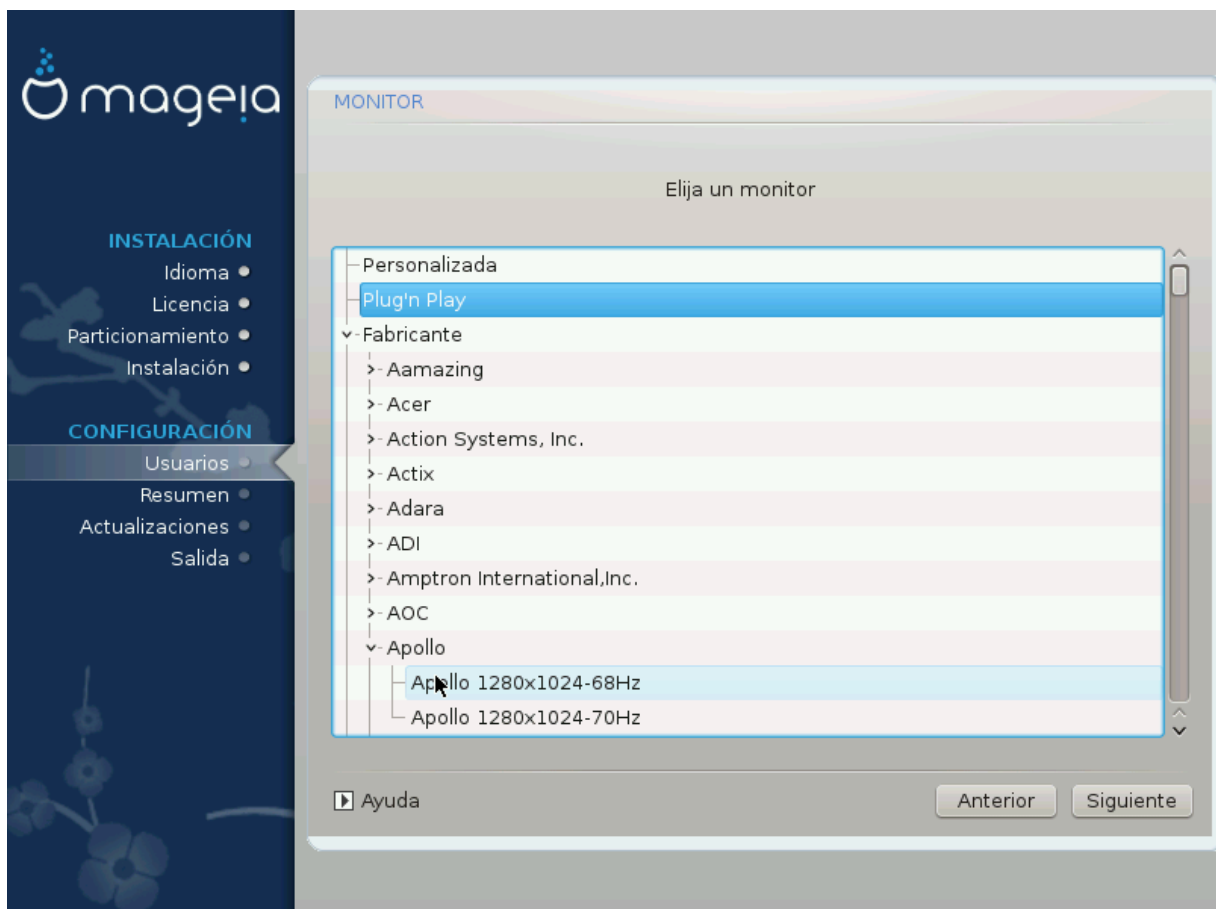 mageia
INSTALACIÓN
Idioma
Licencia
Particionamiento
Instalación
CONFIGURACIÓN
Usuarios
Resumen
Actualizaciones
Salida
MONITOR
Elija un monitor
Personalizada
Plug'n Play
Fabricante
Aamazing
Acer
Action Systems, Inc.
Actix
Adara
ADI
Amptron International,Inc.
AOC
Apollo
Apollo 1280x1024-68Hz
Apollo 1280x1024-70Hz
Ayuda
Anterior
Siguiente